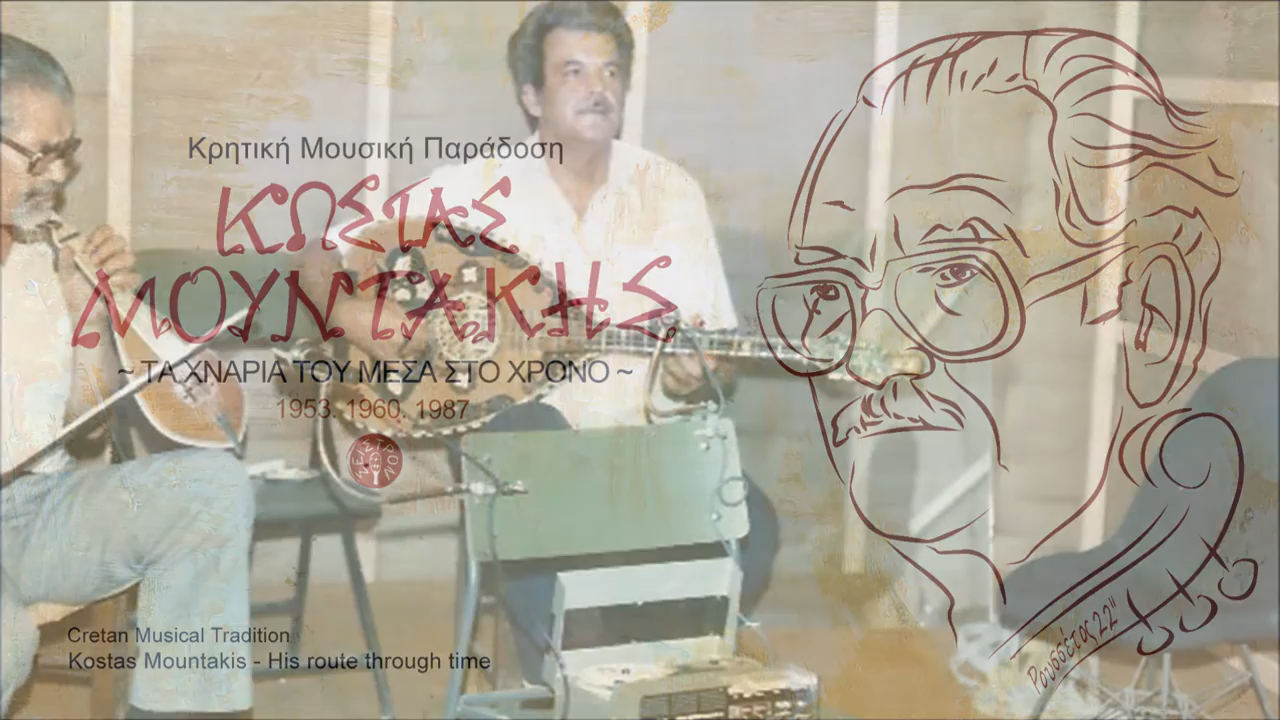 Κρητική Μουσική Παράδοση
ΚΩΣΤΑΣ
ΜΟΥΝΤΑΚΗΣ
~ ΤΑ ΧΝΑΡΙΑ ΤΟΥ ΜΕΣΑ ΣΤΟ ΧΡΟΝΟ ~
1953. 1960. 1987
ΣΕΙΣΤΡΟΝ
Cretan Musical Tradition
Kostas Mountakis - His route through time
Ρουσσέτος 22"